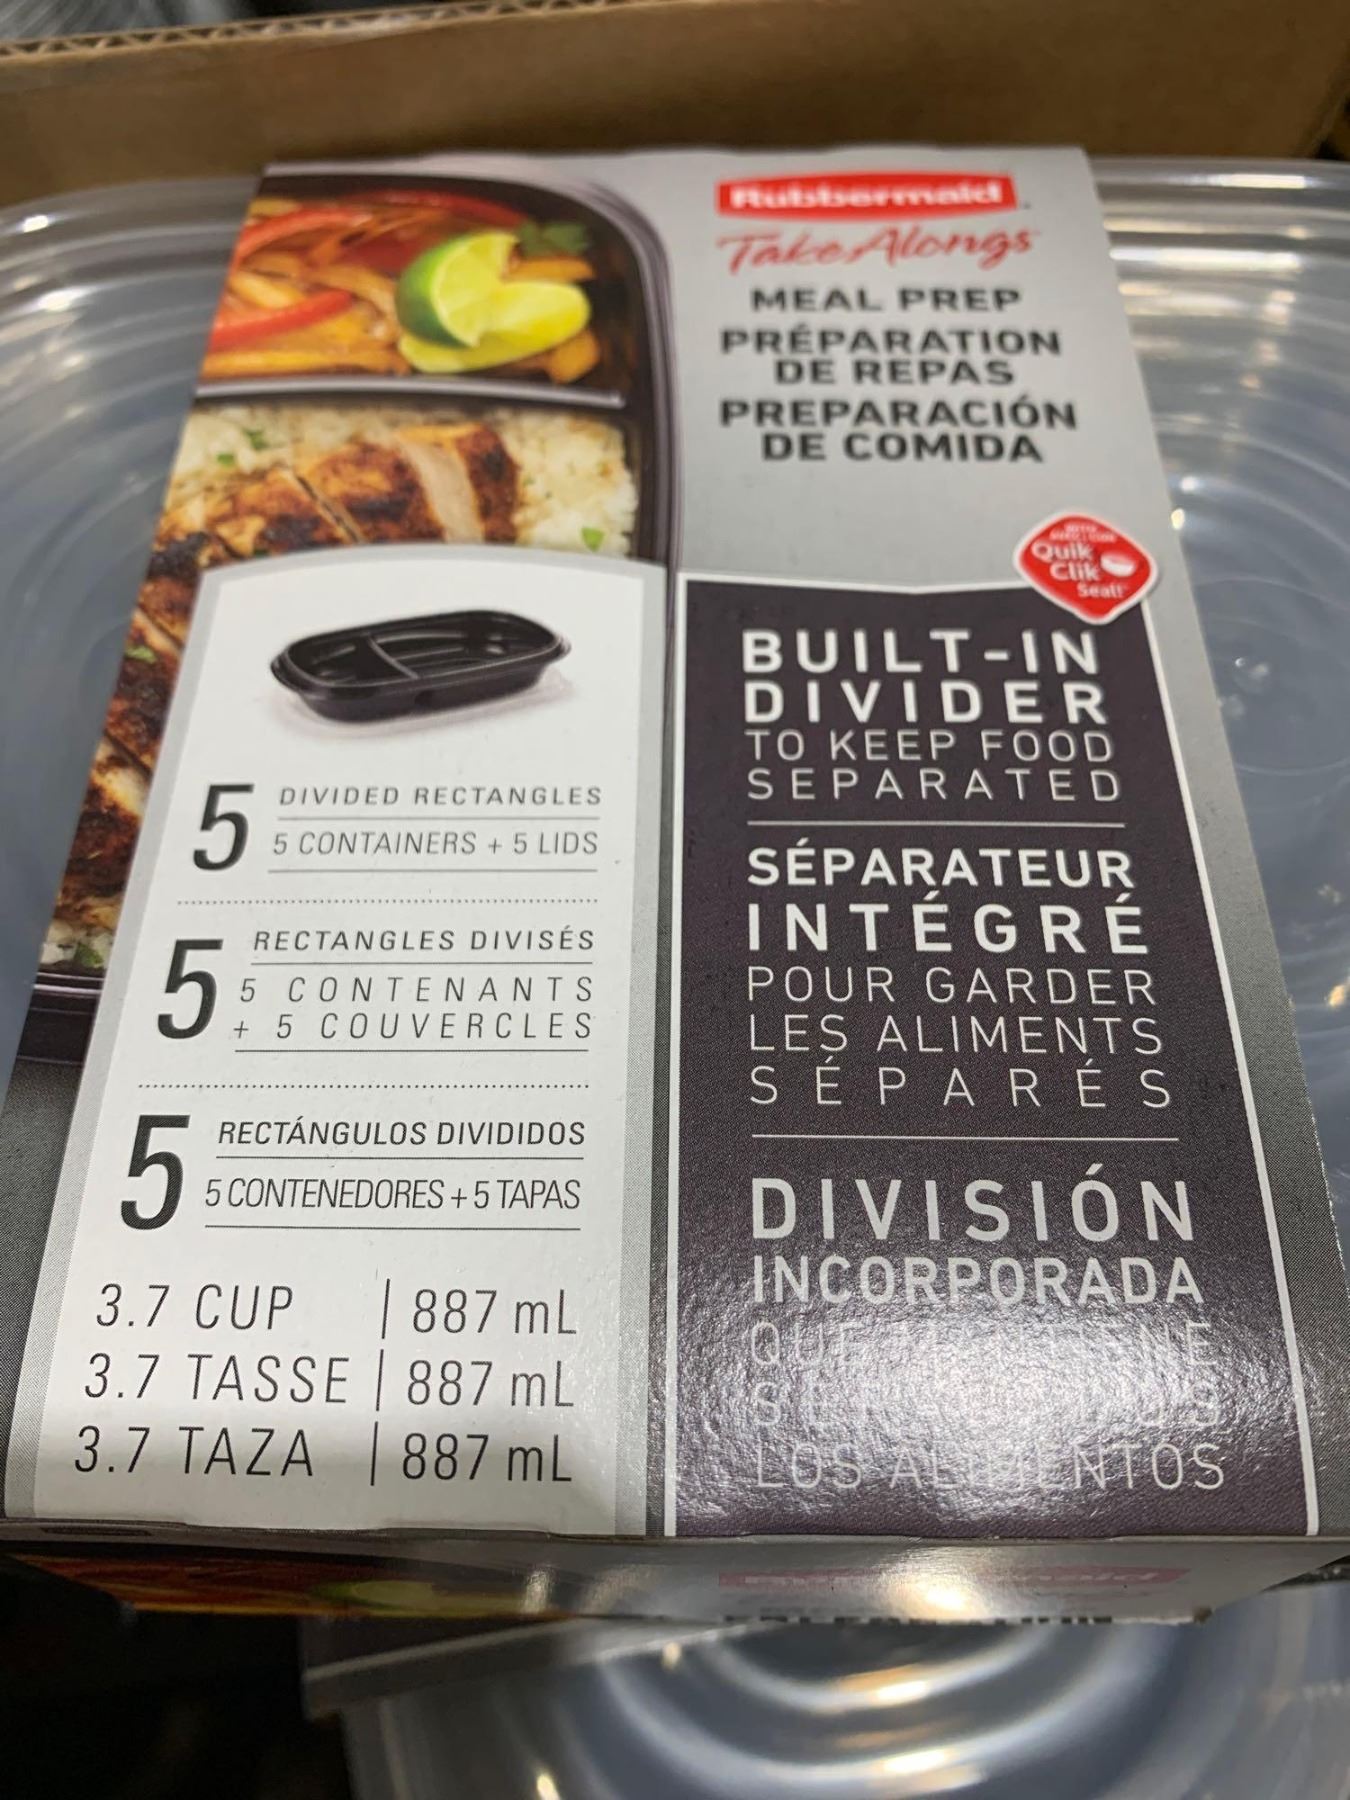 Rubbermaid
TakeAlongs
MEAL PREP
PRÉPARATION
DE REPAS
PREPARACIÓN
DE COMIDA
Quik
Clik
Seal!
BUILT-IN
DIVIDER
TO KEEP FOOD
SEPARATED
SÉPARATEUR
INTÉGRÉ
POUR GARDER
LES ALIMENTS
SÉPARÉS
DIVISIÓN
INCORPORADA
QUE
LOS ALIMENTOS
5 DIVIDED RECTANGLES
5 CONTAINERS + 5 LIDS
5 RECTANGLES DIVISÉS
5 CONTENANTS
+ 5 COUVERCLES
5 RECTÁNGULOS DIVIDIDOS
5 CONTENEDORES + 5 TAPAS
3.7 CUP | 887 mL
3.7 TASSE | 887 mL
3.7 TAZA | 887 mL